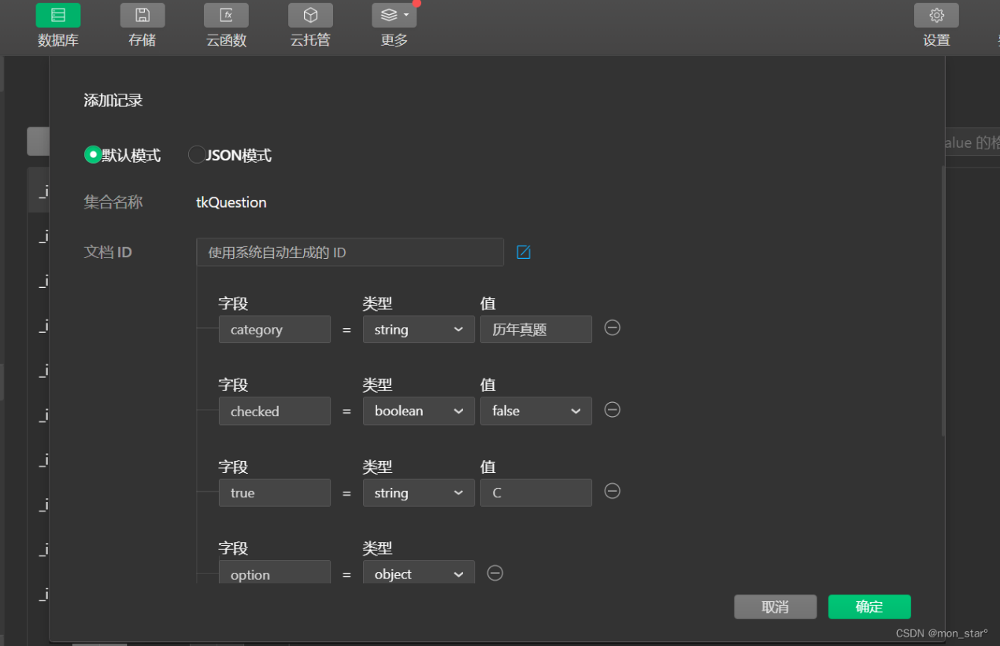 数据库 存储 云函数 云托管 更多 设置
添加记录
默认模式 JSON模式
alue 的格
集合名称 tkQuestion
_i
文档 ID 使用系统自动生成的 ID
_i
_i
字段 类型 值
category = string 历年真题
_i
_i
字段 类型 值
checked = boolean false
_i
_i
字段 类型 值
true = string C
_i
_i
字段 类型
option = object
_i
取消 确定
CSDN @mon_star°